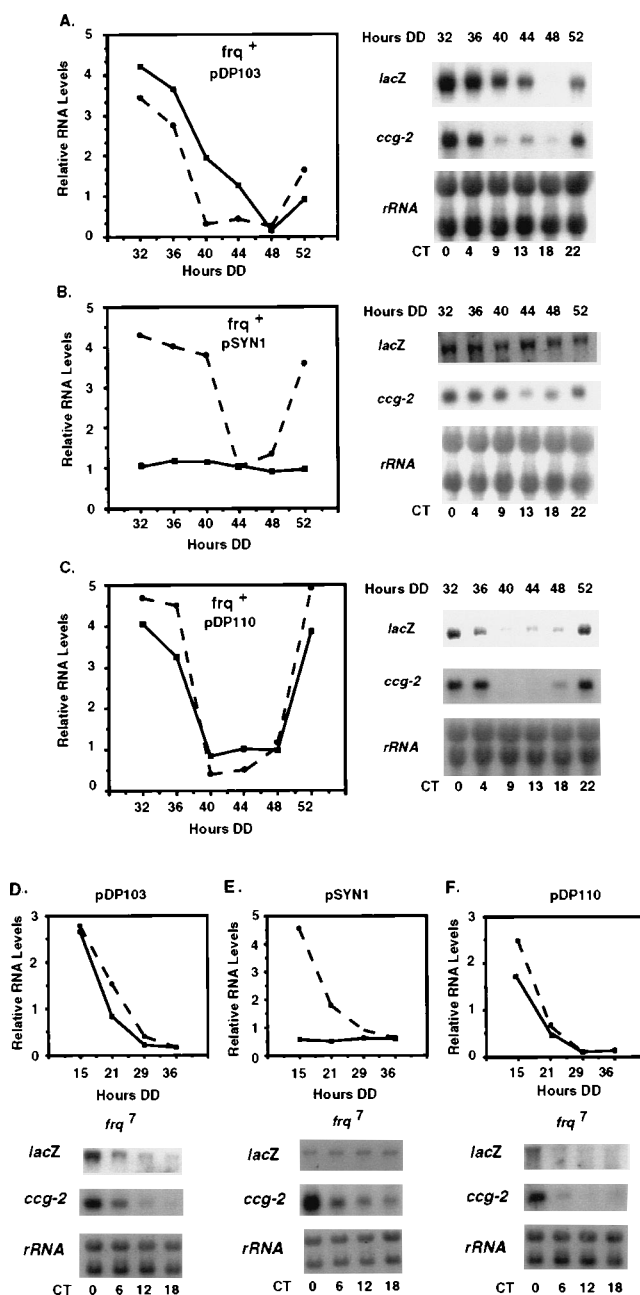 A.
frq +
pDP103
Relative RNA Levels
5
4
3
2
1
0
32 36 40 44 48 52
Hours DD
Hours DD 32 36 40 44 48 52
lacZ
ccg-2
rRNA
CT 0 4 9 13 18 22
B.
frq +
pSYN1
Relative RNA Levels
5
4
3
2
1
0
32 36 40 44 48 52
Hours DD
Hours DD 32 36 40 44 48 52
lacZ
ccg-2
rRNA
CT 0 4 9 13 18 22
C.
frq +
pDP110
Relative RNA Levels
5
4
3
2
1
0
32 36 40 44 48 52
Hours DD
Hours DD 32 36 40 44 48 52
lacZ
ccg-2
rRNA
CT 0 4 9 13 18 22
D.
pDP103
Relative RNA Levels
3
2
1
0
15 21 29 36
Hours DD
frq 7
lacZ
ccg-2
rRNA
CT 0 6 12 18
E.
pSYN1
Relative RNA Levels
5
4
3
2
1
0
15 21 29 36
Hours DD
frq 7
lacZ
ccg-2
rRNA
CT 0 6 12 18
F.
pDP110
Relative RNA Levels
3
2
1
0
15 21 29 36
Hours DD
frq 7
lacZ
ccg-2
rRNA
CT 0 6 12 18